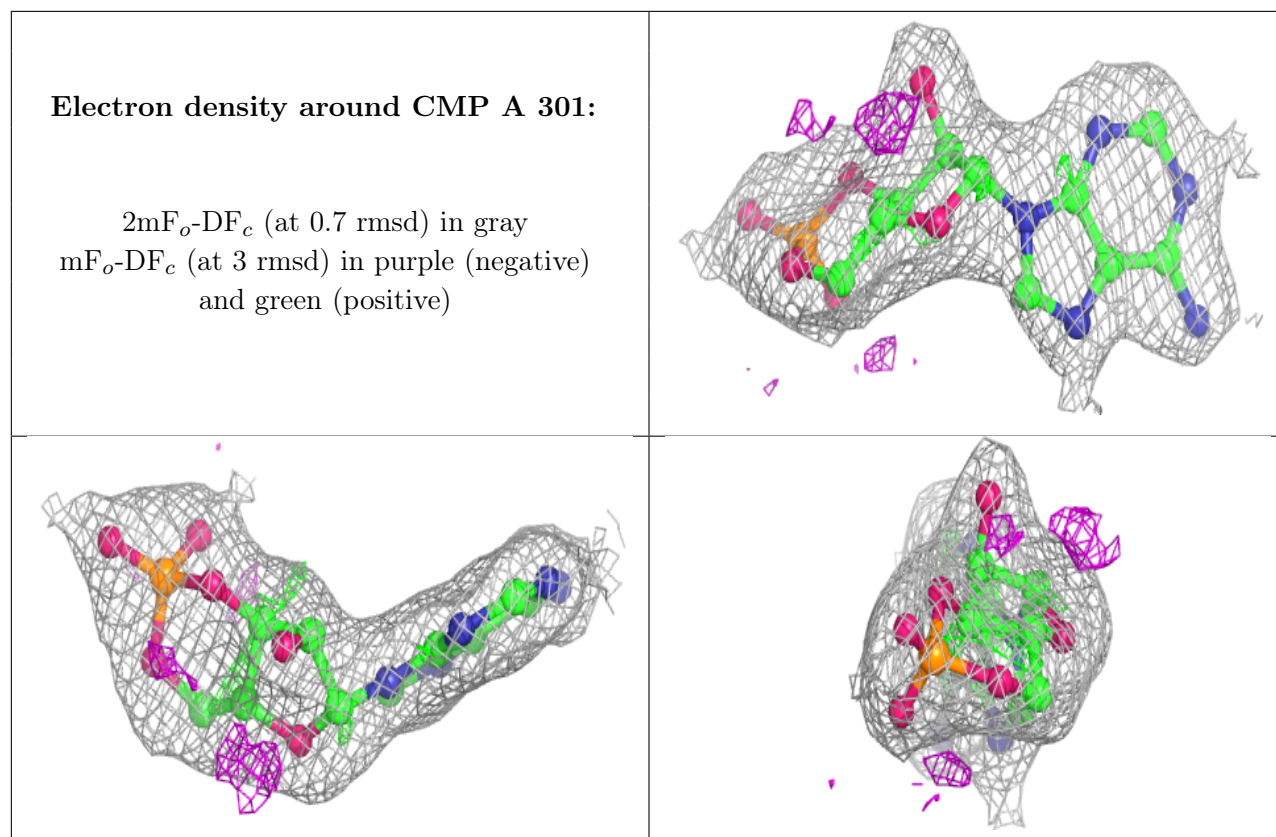 Electron density around CMP A 301:
2mFo-DFc (at 0.7 rmsd) in gray
mFo-DFc (at 3 rmsd) in purple (negative)
and green (positive)